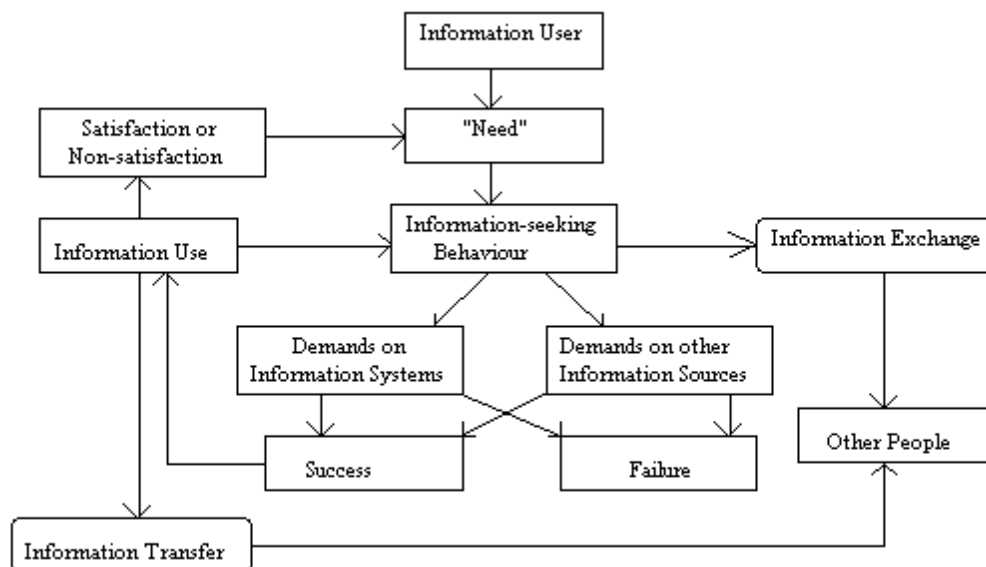 Information User
"Need"
Satisfaction or
Non-satisfaction
Information Use
Information-seeking
Behaviour
Information Exchange
Demands on
Information Systems
Demands on other
Information Sources
Success
Failure
Other People
Information Transfer